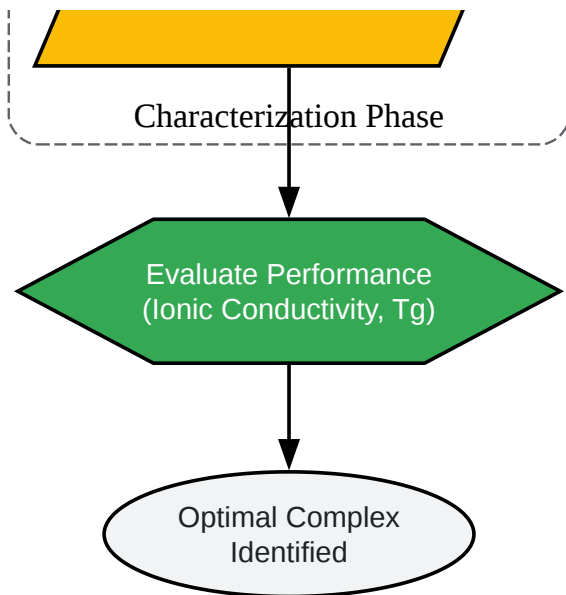 Characterization Phase
Evaluate Performance
(Ionic Conductivity, Tg)
Optimal Complex
Identified